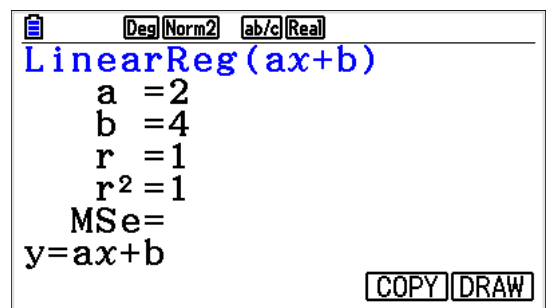 Deg Norm2 ab/c Real
LinearReg(ax+b)
a =2
b =4
r =1
r²=1
MSe=
y=ax+b
COPY DRAW